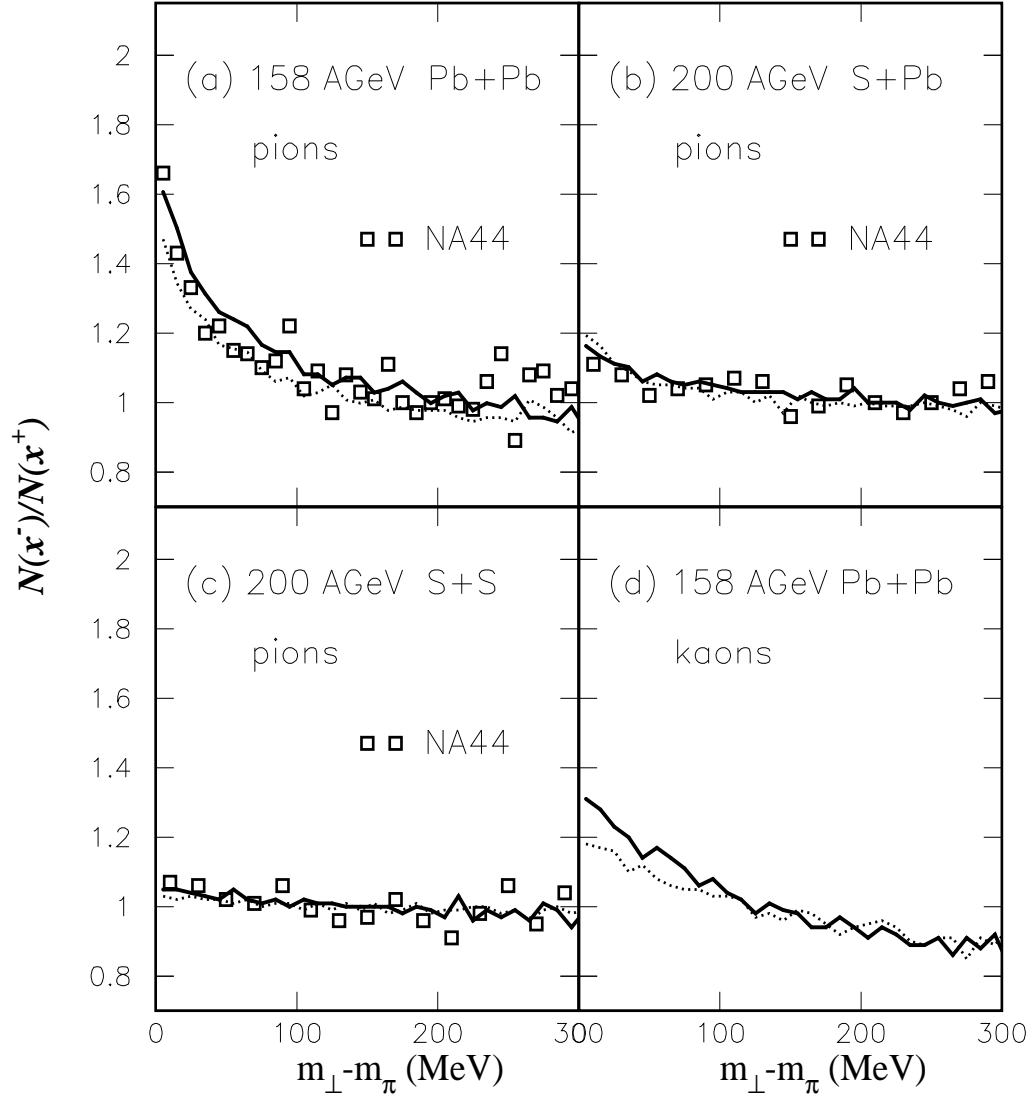 (a) 158 AGeV Pb+Pb
pions
NA44
(b) 200 AGeV S+Pb
pions
NA44
2
1.8
1.6
1.4
1.2
1
0.8
N(x⁻)/N(x⁺)
(c) 200 AGeV S+S
pions
NA44
(d) 158 AGeV Pb+Pb
kaons
2
1.8
1.6
1.4
1.2
1
0.8
0 100 200 300 100 200 300
m⊥-mπ (MeV) m⊥-mπ (MeV)